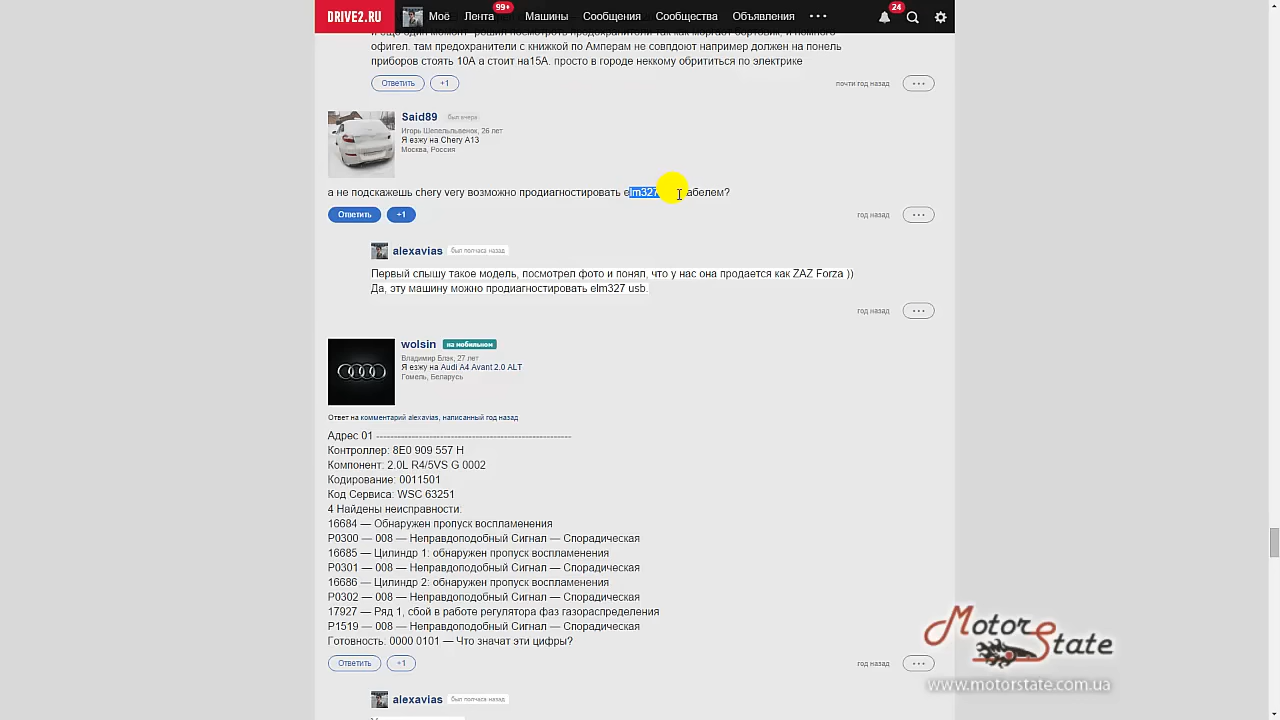 DRIVE2.RU
Моё
Лента
99+
Машины
Сообщения
Сообщества
Объявления
24
офигел. там предохранители с книжкой по Амперам не совпдоют например должен на понель
приборов стоять 10А а стоит на15А. просто в городе неккому обрититься по электрике
Ответить
+1
почти год назад
Said89
был вчера
Игорь Шепельльвенок, 26 лет
Я езжу на Chery A13
Москва, Россия
а не подскажешь chery very возможно продиагностировать elm327 абелем?
Ответить
+1
год назад
alexavias
был полчаса назад
Первый слышу такое модель, посмотрел фото и понял, что у нас она продается как ZAZ Forza ))
Да, эту машину можно продиагностировать elm327 usb.
год назад
wolsin
на мобильном
Владимир Блэк, 27 лет
Я езжу на Audi A4 Avant 2.0 ALT
Гомель, Беларусь
Ответ на комментарий alexavias, написанный год назад
Адрес 01 -------------------------------------------------------
Контроллер: 8E0 909 557 H
Компонент: 2.0L R4/5VS G 0002
Кодирование: 0011501
Код Сервиса: WSC 63251
4 Найдены неисправности:
16684 — Обнаружен пропуск воспламенения
P0300 — 008 — Неправдоподобный Сигнал — Спорадическая
16685 — Цилиндр 1: обнаружен пропуск воспламенения
P0301 — 008 — Неправдоподобный Сигнал — Спорадическая
16686 — Цилиндр 2: обнаружен пропуск воспламенения
P0302 — 008 — Неправдоподобный Сигнал — Спорадическая
17927 — Ряд 1, сбой в работе регулятора фаз газораспределения
P1519 — 008 — Неправдоподобный Сигнал — Спорадическая
Готовность: 0000 0101 — Что значат эти цифры?
Ответить
+1
год назад
alexavias
был полчаса назад
Motor State
www.motorstate.com.ua